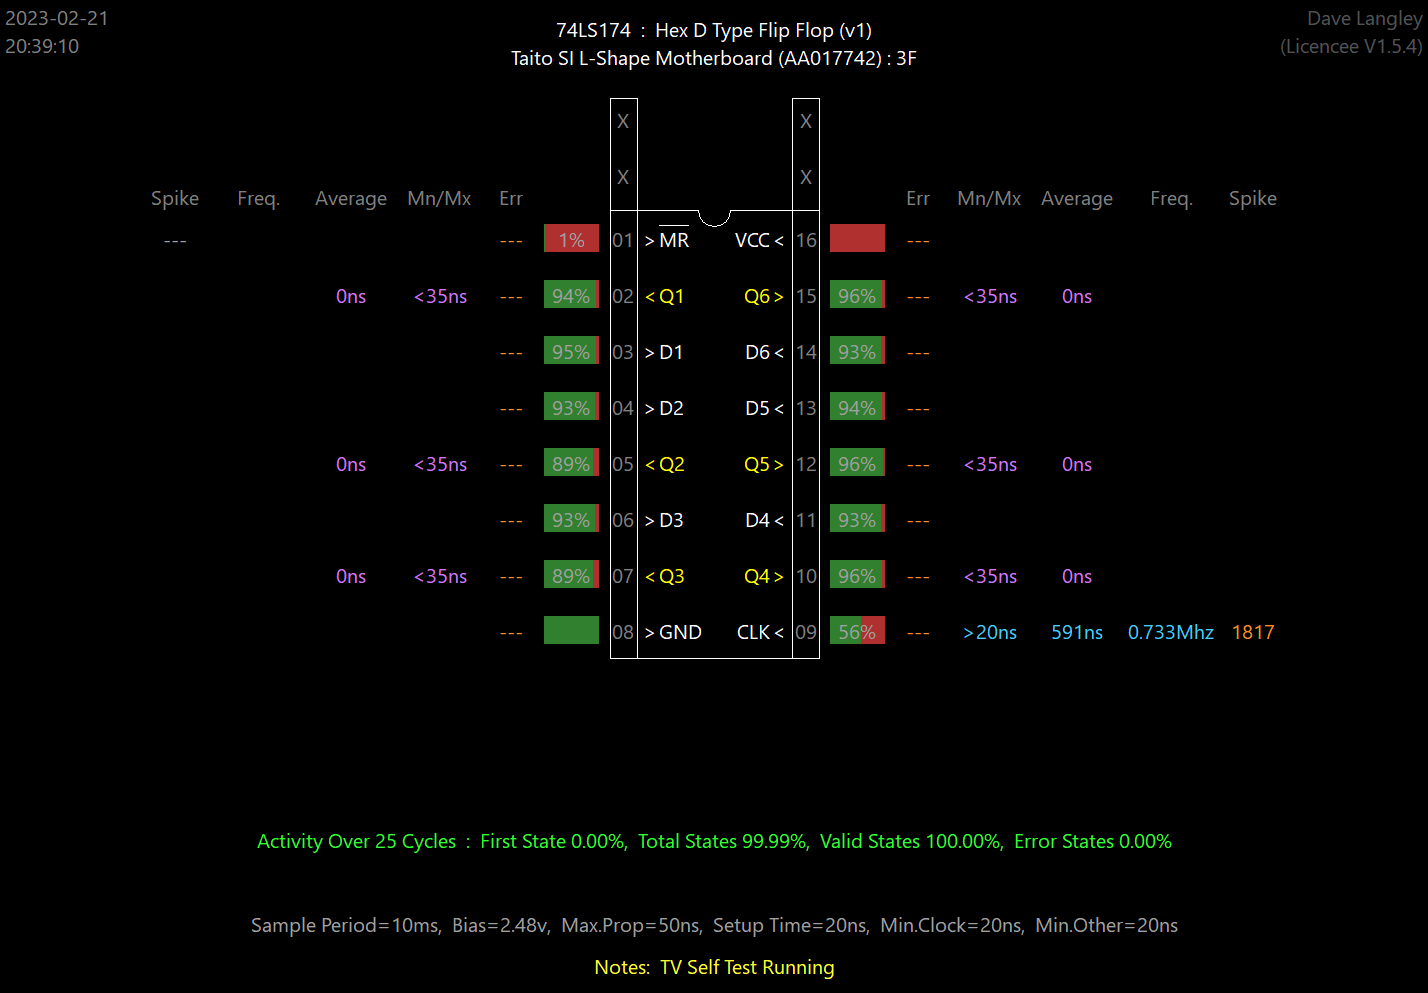 2023-02-21
20:39:10
74LS174 : Hex D Type Flip Flop (v1)
Taito SI L-Shape Motherboard (AA017742) : 3F
Dave Langley
(Licencee V1.5.4)
X X
X X
Spike Freq. Average Mn/Mx Err Err Mn/Mx Average Freq. Spike
--- --- 1% 01 >MR VCC< 16 ---
0ns <35ns --- 94% 02 <Q1 Q6> 15 96% --- <35ns 0ns
--- 95% 03 >D1 D6< 14 93% ---
--- 93% 04 >D2 D5< 13 94% ---
0ns <35ns --- 89% 05 <Q2 Q5> 12 96% --- <35ns 0ns
--- 93% 06 >D3 D4< 11 93% ---
0ns <35ns --- 89% 07 <Q3 Q4> 10 96% --- <35ns 0ns
--- 08 >GND CLK< 09 56% --- >20ns 591ns 0.733Mhz 1817
Activity Over 25 Cycles : First State 0.00%, Total States 99.99%, Valid States 100.00%, Error States 0.00%
Sample Period=10ms, Bias=2.48v, Max.Prop=50ns, Setup Time=20ns, Min.Clock=20ns, Min.Other=20ns
Notes: TV Self Test Running